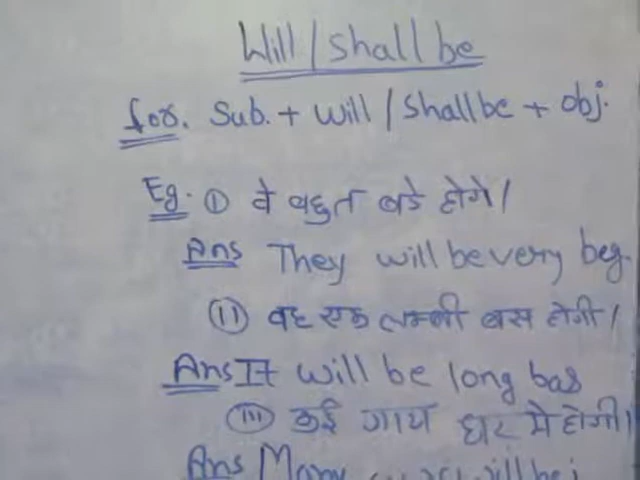 Will / shall be
for. Sub. + will / shall be + obj.
Eg. ① वे बहुत बडे होगे।
Ans They will be very beg.
(II) वह एक लम्बी बस होगी।
Ans It will be long bas
(III) कई गाय घर मे होगी।
Ans Many will be